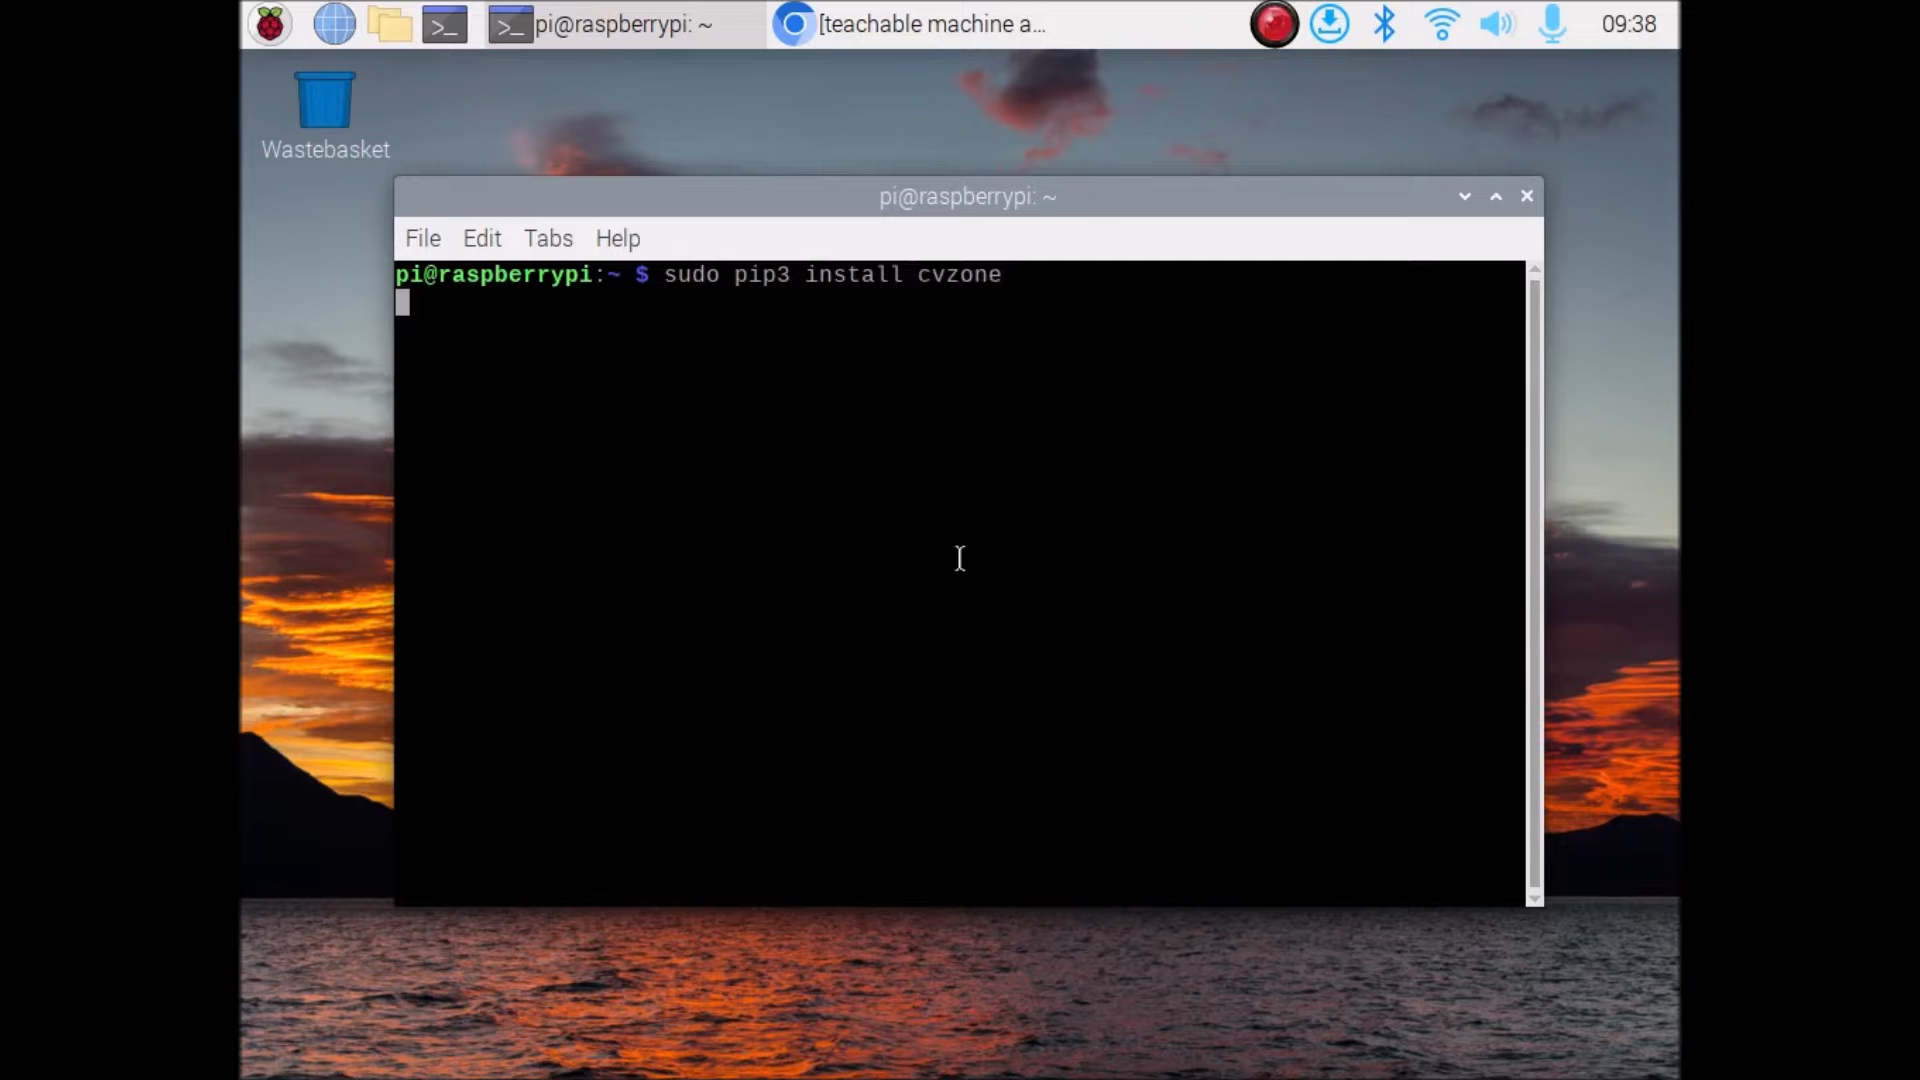 pi@raspberrypi: ~
[teachable machine a...
09:38
Wastebasket
pi@raspberrypi: ~
File Edit Tabs Help
pi@raspberrypi:~ $ sudo pip3 install cvzone